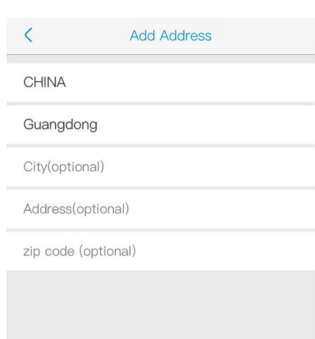 Add Address
CHINA
Guangdong
City(optional)
Address(optional)
zip code (optional)